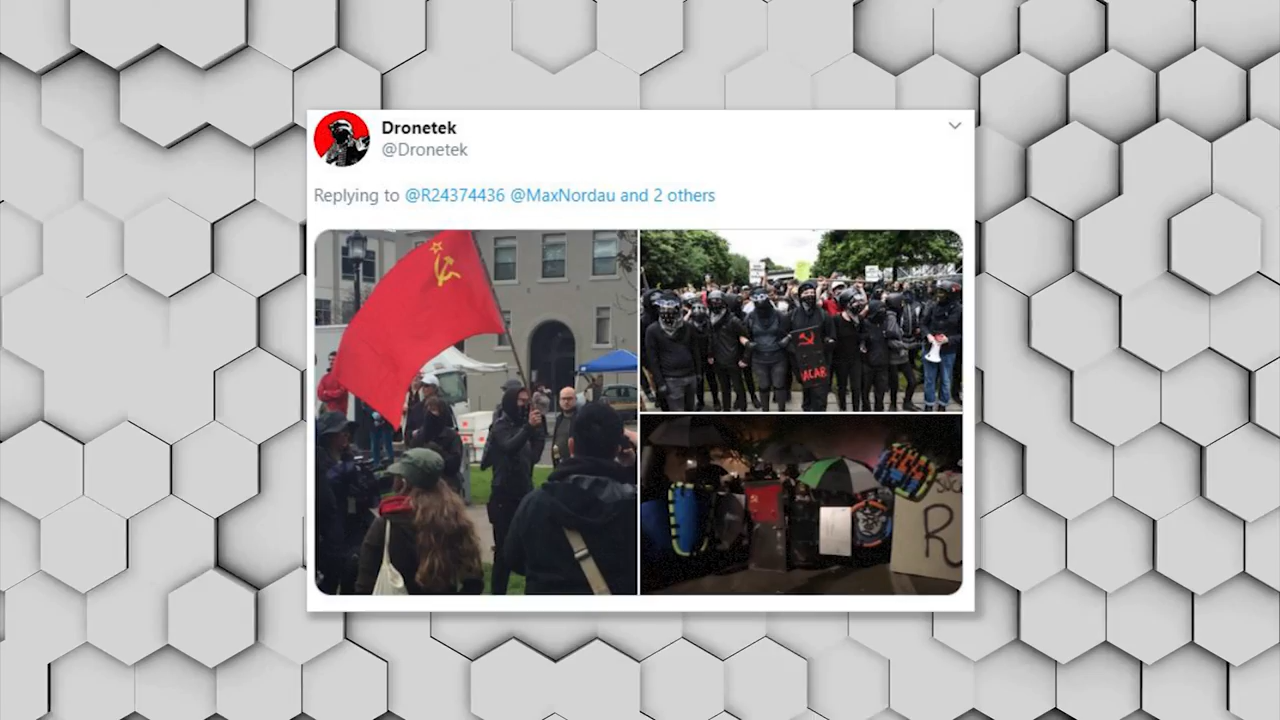 Dronetek
@Dronetek
Replying to @R24374436 @MaxNordau and 2 others
ACAB
R